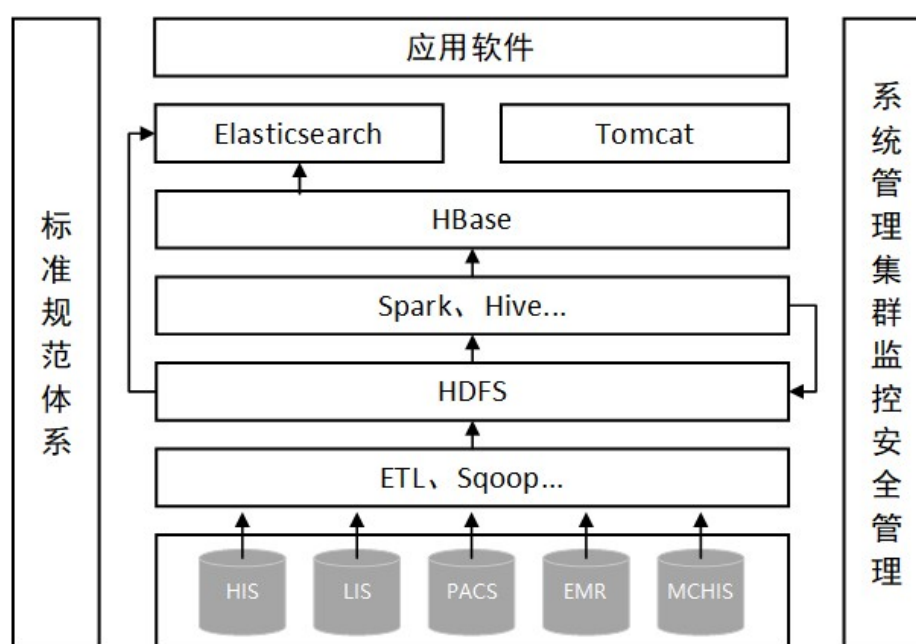 应用软件
Elasticsearch
Tomcat
HBase
Spark、Hive...
HDFS
ETL、Sqoop...
HIS
LIS
PACS
EMR
MCHIS
标准规范体系
系统管理集群监控安全管理